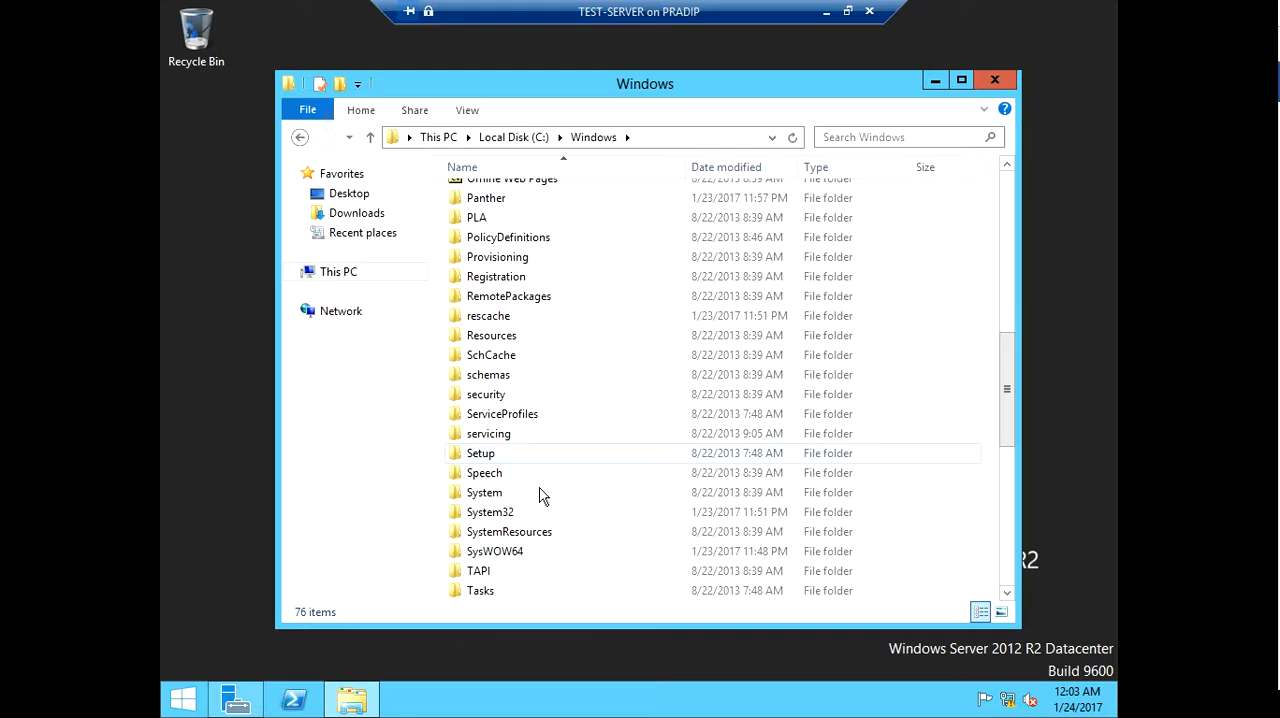 TEST-SERVER on PRADIP
Recycle Bin
Windows
File Home Share View
This PC Local Disk (C:) Windows Search Windows
Name Date modified Type Size
Favorites
Desktop
Downloads
Recent places
This PC
Network
Offline Web Pages 8/22/2013 8:39 AM File folder
Panther 1/23/2017 11:57 PM File folder
PLA 8/22/2013 8:39 AM File folder
PolicyDefinitions 8/22/2013 8:46 AM File folder
Provisioning 8/22/2013 8:39 AM File folder
Registration 8/22/2013 8:39 AM File folder
RemotePackages 8/22/2013 8:39 AM File folder
rescache 1/23/2017 11:51 PM File folder
Resources 8/22/2013 8:39 AM File folder
SchCache 8/22/2013 8:39 AM File folder
schemas 8/22/2013 8:39 AM File folder
security 8/22/2013 8:39 AM File folder
ServiceProfiles 8/22/2013 7:48 AM File folder
servicing 8/22/2013 9:05 AM File folder
Setup 8/22/2013 7:48 AM File folder
Speech 8/22/2013 8:39 AM File folder
System 8/22/2013 8:39 AM File folder
System32 1/23/2017 11:51 PM File folder
SystemResources 8/22/2013 8:39 AM File folder
SysWOW64 1/23/2017 11:48 PM File folder
TAPI 8/22/2013 8:39 AM File folder
Tasks 8/22/2013 7:48 AM File folder
76 items
R2
Windows Server 2012 R2 Datacenter
Build 9600
12:03 AM
1/24/2017